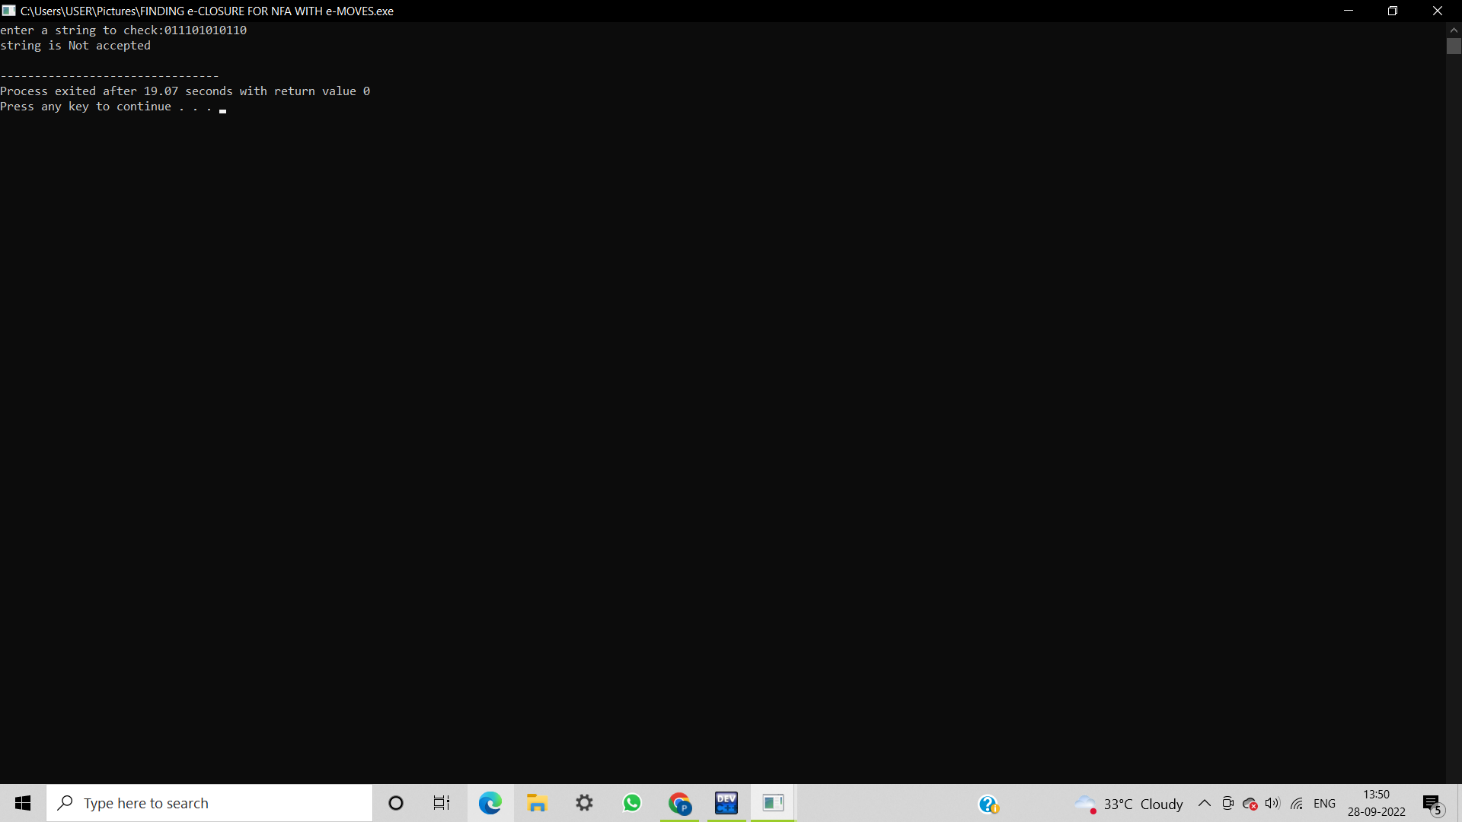 C:\Users\USER\Pictures\FINDING e-CLOSURE FOR NFA WITH e-MOVES.exe
enter a string to check:011101010110
string is Not accepted
--------------------------------
Process exited after 19.07 seconds with return value 0
Press any key to continue . . .
Type here to search
DEV
P
33°C Cloudy
ENG
13:50
28-09-2022
5